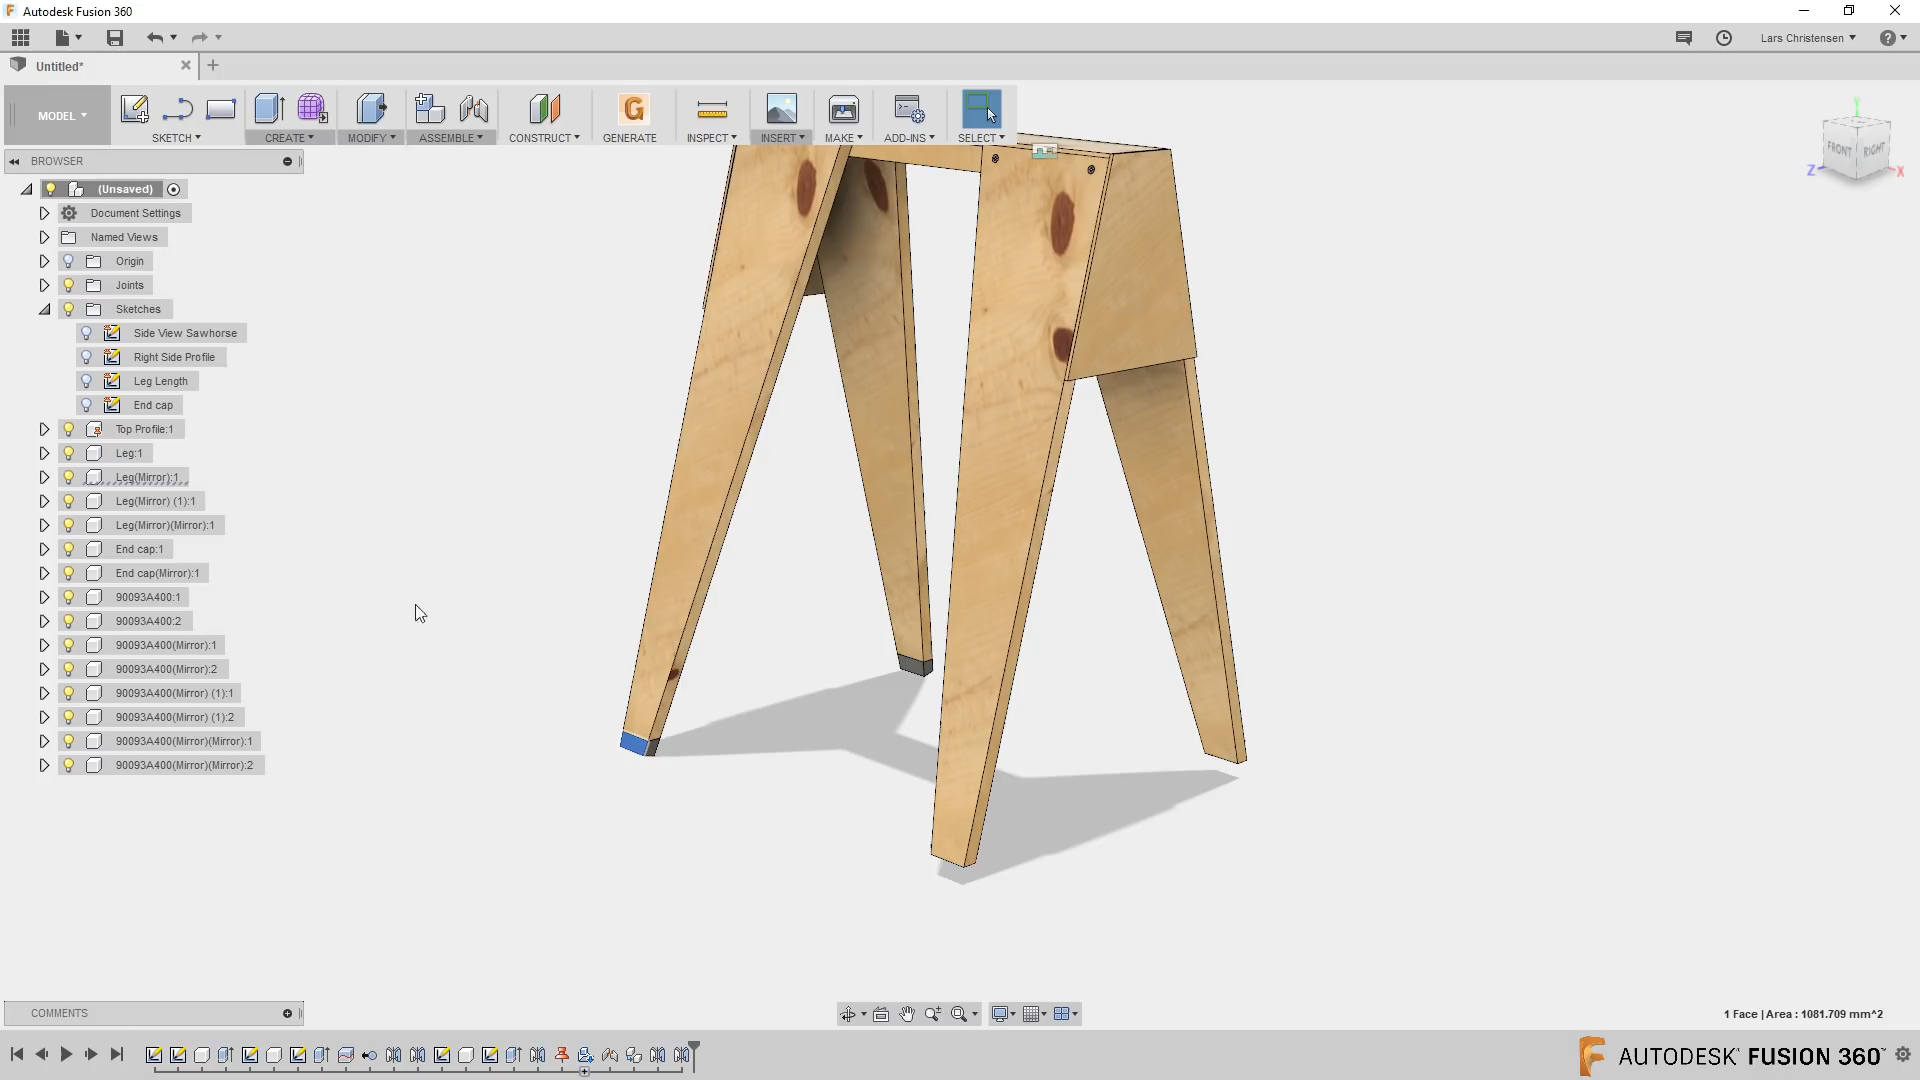 Autodesk Fusion 360
Lars Christensen
Untitled*
MODEL
SKETCH
CREATE
MODIFY
ASSEMBLE
CONSTRUCT
GENERATE
INSPECT
INSERT
MAKE
ADD-INS
SELECT
BROWSER
(Unsaved)
Document Settings
Named Views
Origin
Joints
Sketches
Side View Sawhorse
Right Side Profile
Leg Length
End cap
Top Profile:1
Leg:1
Leg(Mirror):1
Leg(Mirror) (1):1
Leg(Mirror)(Mirror):1
End cap:1
End cap(Mirror):1
90093A400:1
90093A400:2
90093A400(Mirror):1
90093A400(Mirror):2
90093A400(Mirror) (1):1
90093A400(Mirror) (1):2
90093A400(Mirror)(Mirror):1
90093A400(Mirror)(Mirror):2
Y
FRONT
RIGHT
Z
X
COMMENTS
1 Face | Area : 1081.709 mm^2
AUTODESK FUSION 360